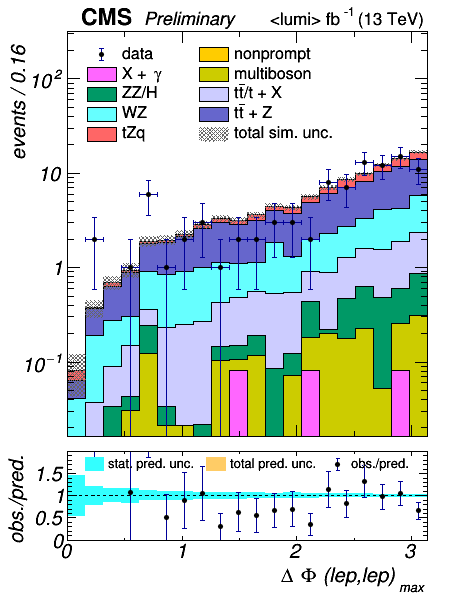 CMS Preliminary <lumi> fb⁻¹ (13 TeV)
events / 0.16
10²
10
1
10⁻¹
data
nonprompt
X + γ
multiboson
ZZ/H
tt̄/t + X
WZ
tt̄ + Z
tZq
total sim. unc.
obs./pred.
1.5
1
0.5
0
stat. pred. unc.
total pred. unc.
obs./pred.
0 1 2 3
Δ Φ (lep,lep) max